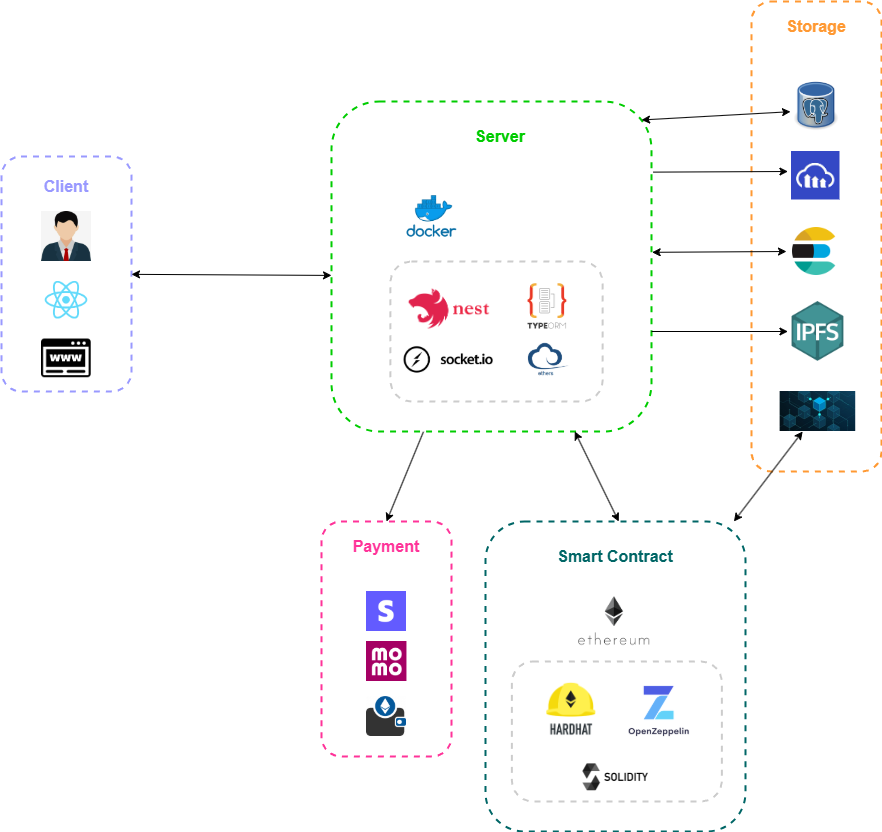 Storage
Server
Client
docker
nest
TYPEORM
socket.io
ethers
www
IPFS
Payment
Smart Contract
S
mo
mo
ethereum
HARDHAT
OpenZeppelin
SOLIDITY